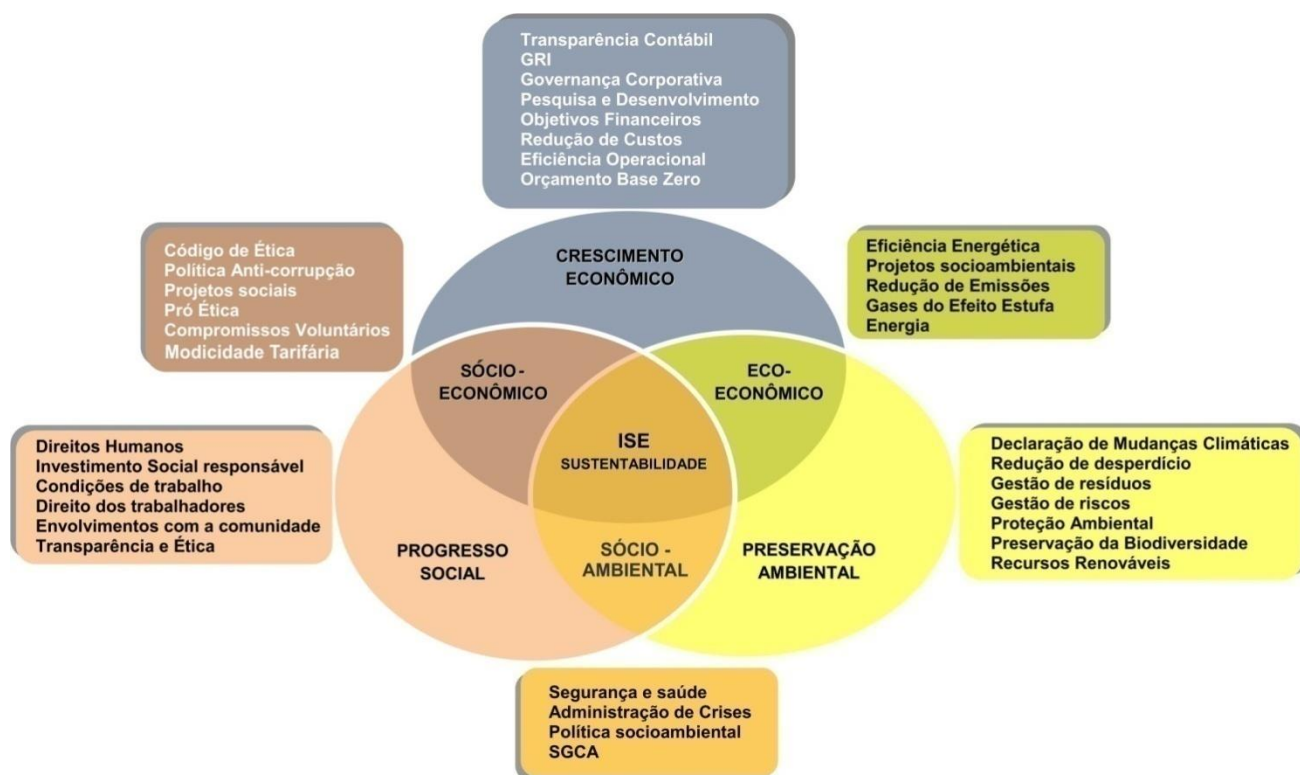 Transparência Contábil
GRI
Governança Corporativa
Pesquisa e Desenvolvimento
Objetivos Financeiros
Redução de Custos
Eficiência Operacional
Orçamento Base Zero
Código de Ética
Política Anti-corrupção
Projetos sociais
Pró Ética
Compromissos Voluntários
Modicidade Tarifária
CRESCIMENTO
ECONÔMICO
Eficiência Energética
Projetos socioambientais
Redução de Emissões
Gases do Efeito Estufa
Energia
SÓCIO -
ECONÔMICO
ECO-
ECONÔMICO
ISE
SUSTENTABILIDADE
Direitos Humanos
Investimento Social responsável
Condições de trabalho
Direito dos trabalhadores
Envolvimentos com a comunidade
Transparência e Ética
Declaração de Mudanças Climáticas
Redução de desperdício
Gestão de resíduos
Gestão de riscos
Proteção Ambiental
Preservação da Biodiversidade
Recursos Renováveis
PROGRESSO
SOCIAL
SÓCIO -
AMBIENTAL
PRESERVAÇÃO
AMBIENTAL
Segurança e saúde
Administração de Crises
Política socioambiental
SGCA